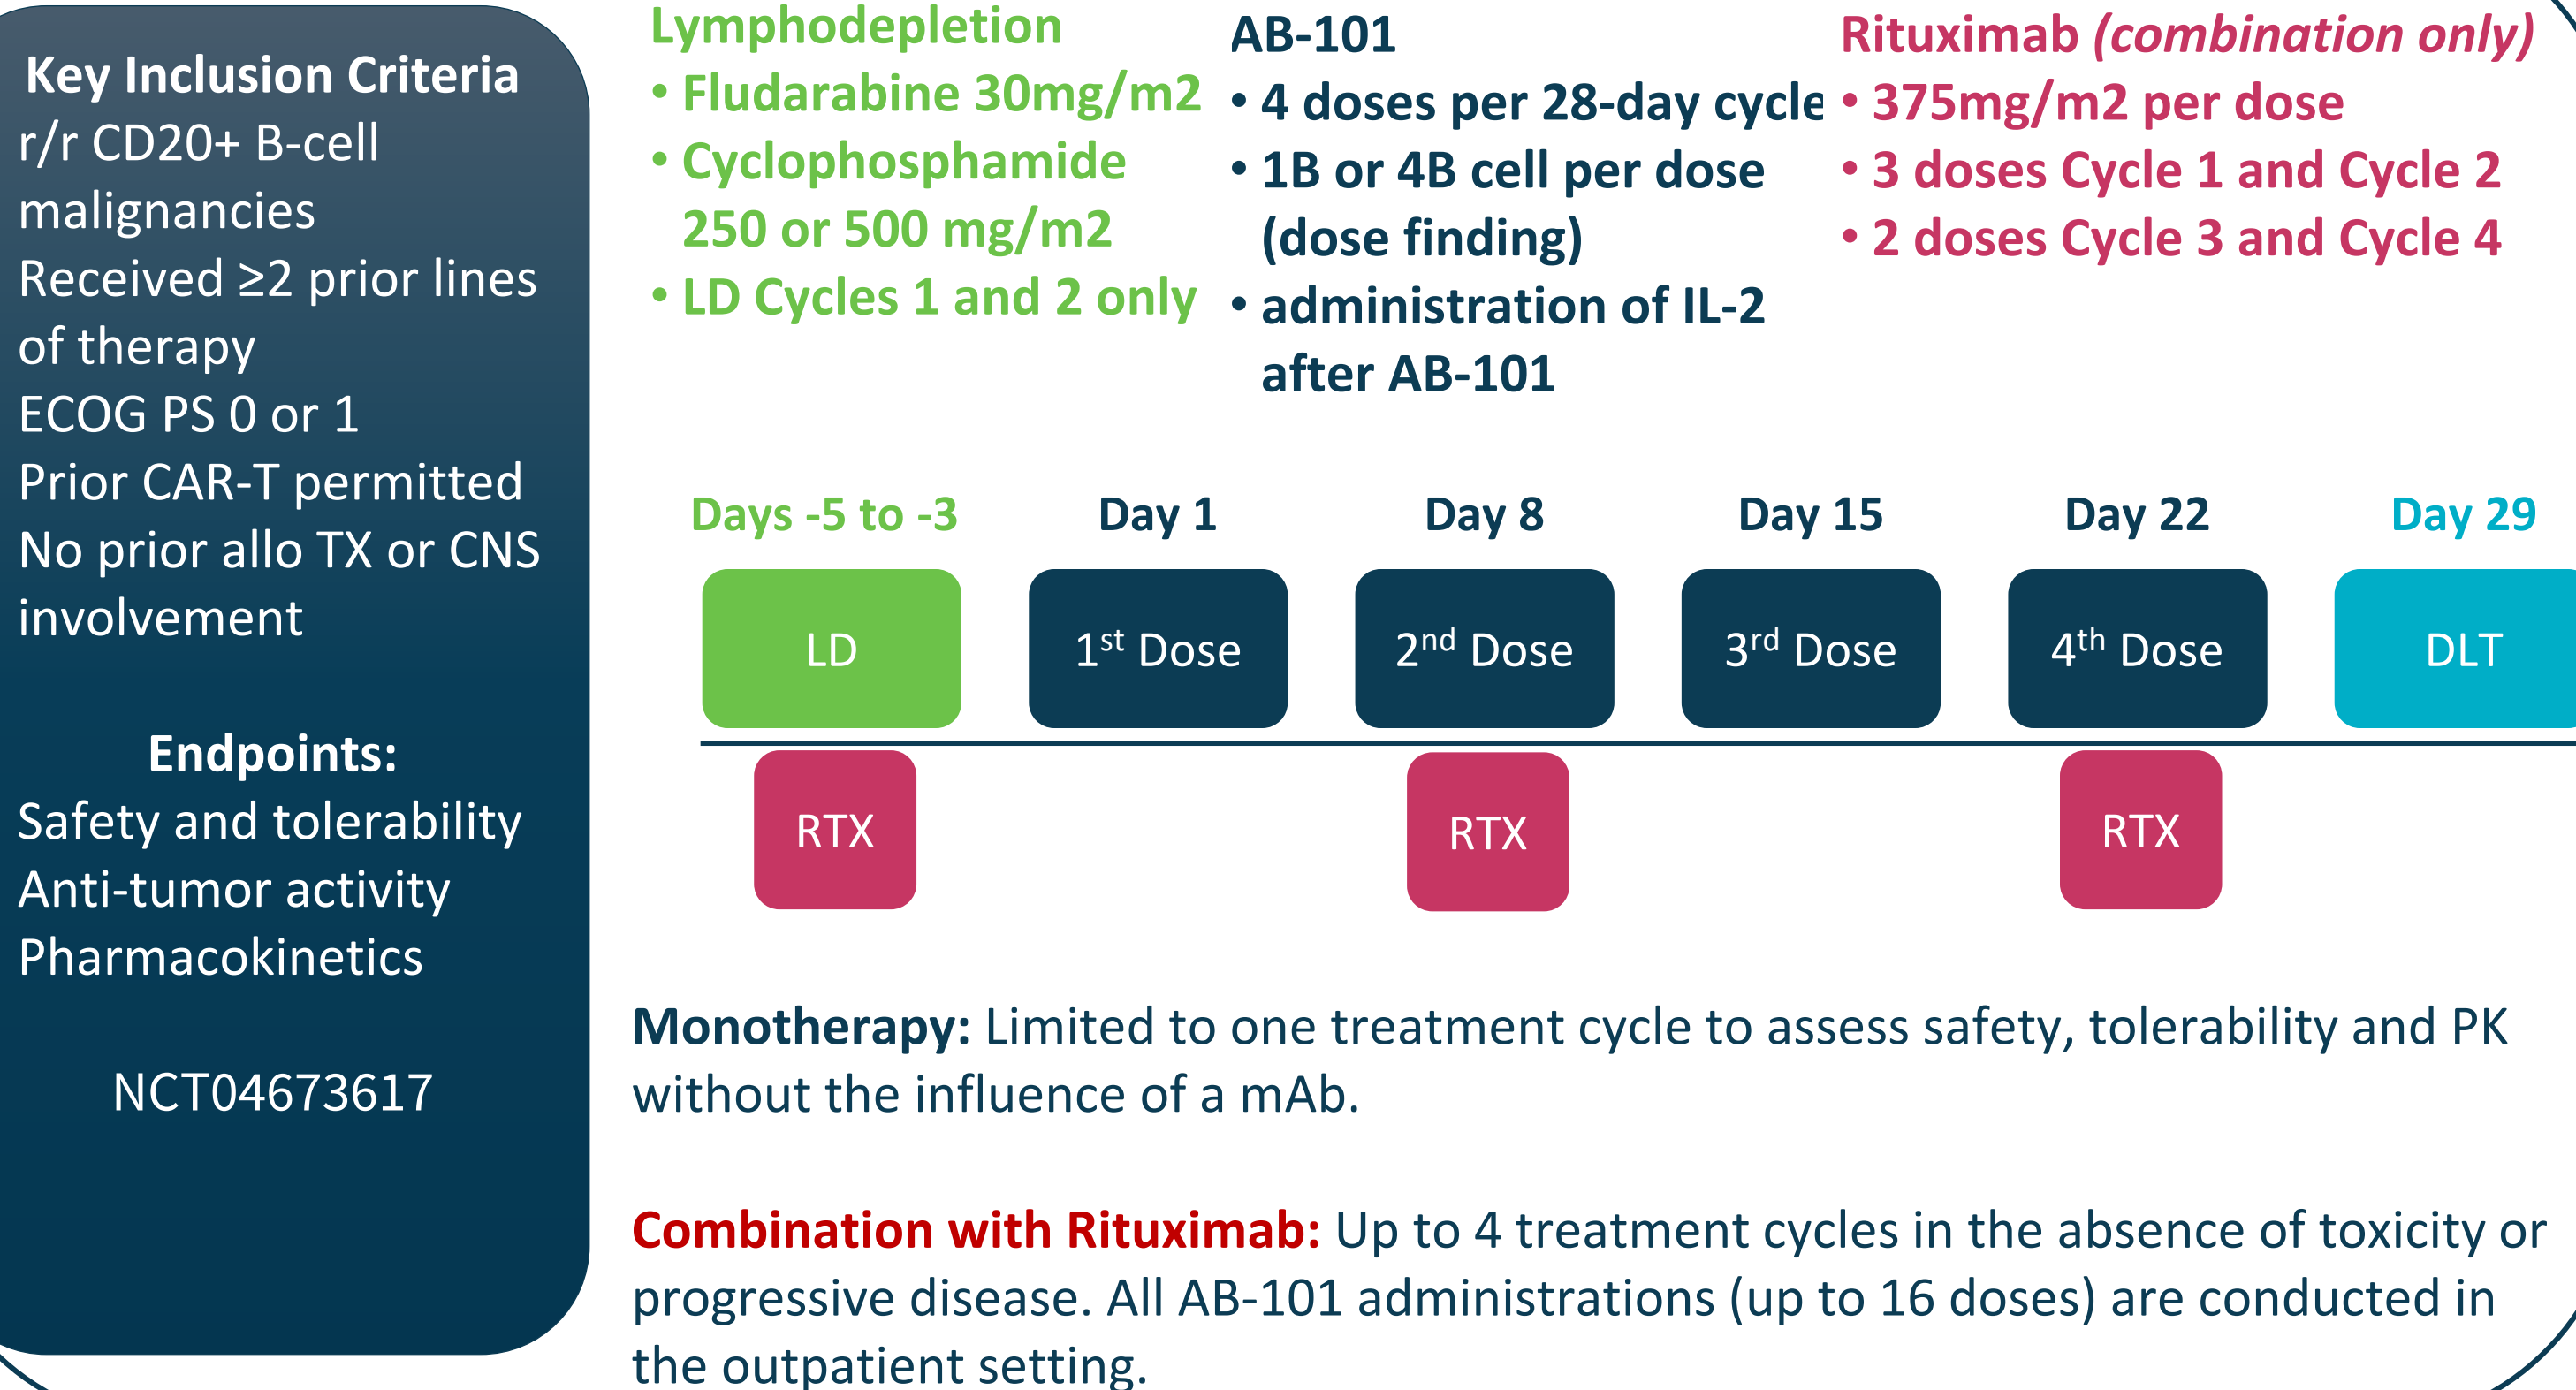 Key Inclusion Criteria
r/r CD20+ B-cell
malignancies
Received ≥2 prior lines
of therapy
ECOG PS 0 or 1
Prior CAR-T permitted
No prior allo TX or CNS
involvement
Endpoints:
Safety and tolerability
Anti-tumor activity
Pharmacokinetics
NCT04673617
Lymphodepletion
• Fludarabine 30mg/m2
• Cyclophosphamide
250 or 500 mg/m2
• LD Cycles 1 and 2 only
AB-101
• 4 doses per 28-day cycle
• 1B or 4B cell per dose
(dose finding)
• administration of IL-2
after AB-101
Rituximab (combination only)
• 375mg/m2 per dose
• 3 doses Cycle 1 and Cycle 2
• 2 doses Cycle 3 and Cycle 4
Days -5 to -3 Day 1 Day 8 Day 15 Day 22 Day 29
LD 1st Dose 2nd Dose 3rd Dose 4th Dose DLT
RTX RTX RTX
Monotherapy: Limited to one treatment cycle to assess safety, tolerability and PK
without the influence of a mAb.
Combination with Rituximab: Up to 4 treatment cycles in the absence of toxicity or
progressive disease. All AB-101 administrations (up to 16 doses) are conducted in
the outpatient setting.